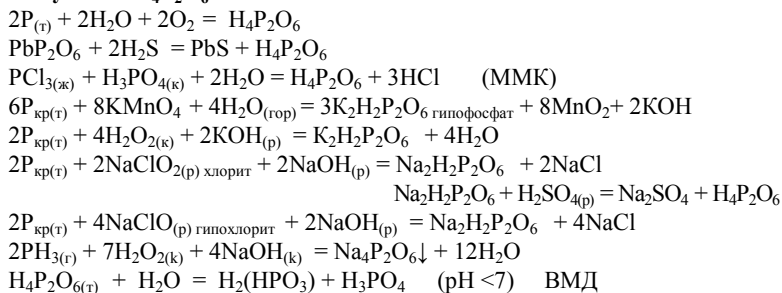 2P(т) + 2H₂O + 2O₂ = H₄P₂O₆
PbP₂O₆ + 2H₂S = PbS + H₄P₂O₆
PCl₃(ж) + H₃PO₄(к) + 2H₂O = H₄P₂O₆ + 3HCl (ММК)
6Pкр(т) + 8KMnO₄ + 4H₂O(гор) = 3K₂H₂P₂O₆ гипофосфат + 8MnO₂ + 2КОН
2Pкр(т) + 4H₂O₂(к) + 2КОН(р) = K₂H₂P₂O₆ + 4H₂O
2Pкр(т) + 2NaClO₂(р) хлорит + 2NaOH(р) = Na₂H₂P₂O₆ + 2NaCl
Na₂H₂P₂O₆ + H₂SO₄(р) = Na₂SO₄ + H₄P₂O₆
2Pкр(т) + 4NaClO(р) гипохлорит + 2NaOH(р) = Na₂H₂P₂O₆ + 4NaCl
2PH₃(г) + 7H₂O₂(k) + 4NaOH(k) = Na₄P₂O₆↓ + 12H₂O
H₄P₂O₆(т) + H₂O = H₂(HPO₃) + H₃PO₄ (pH <7) ВМД